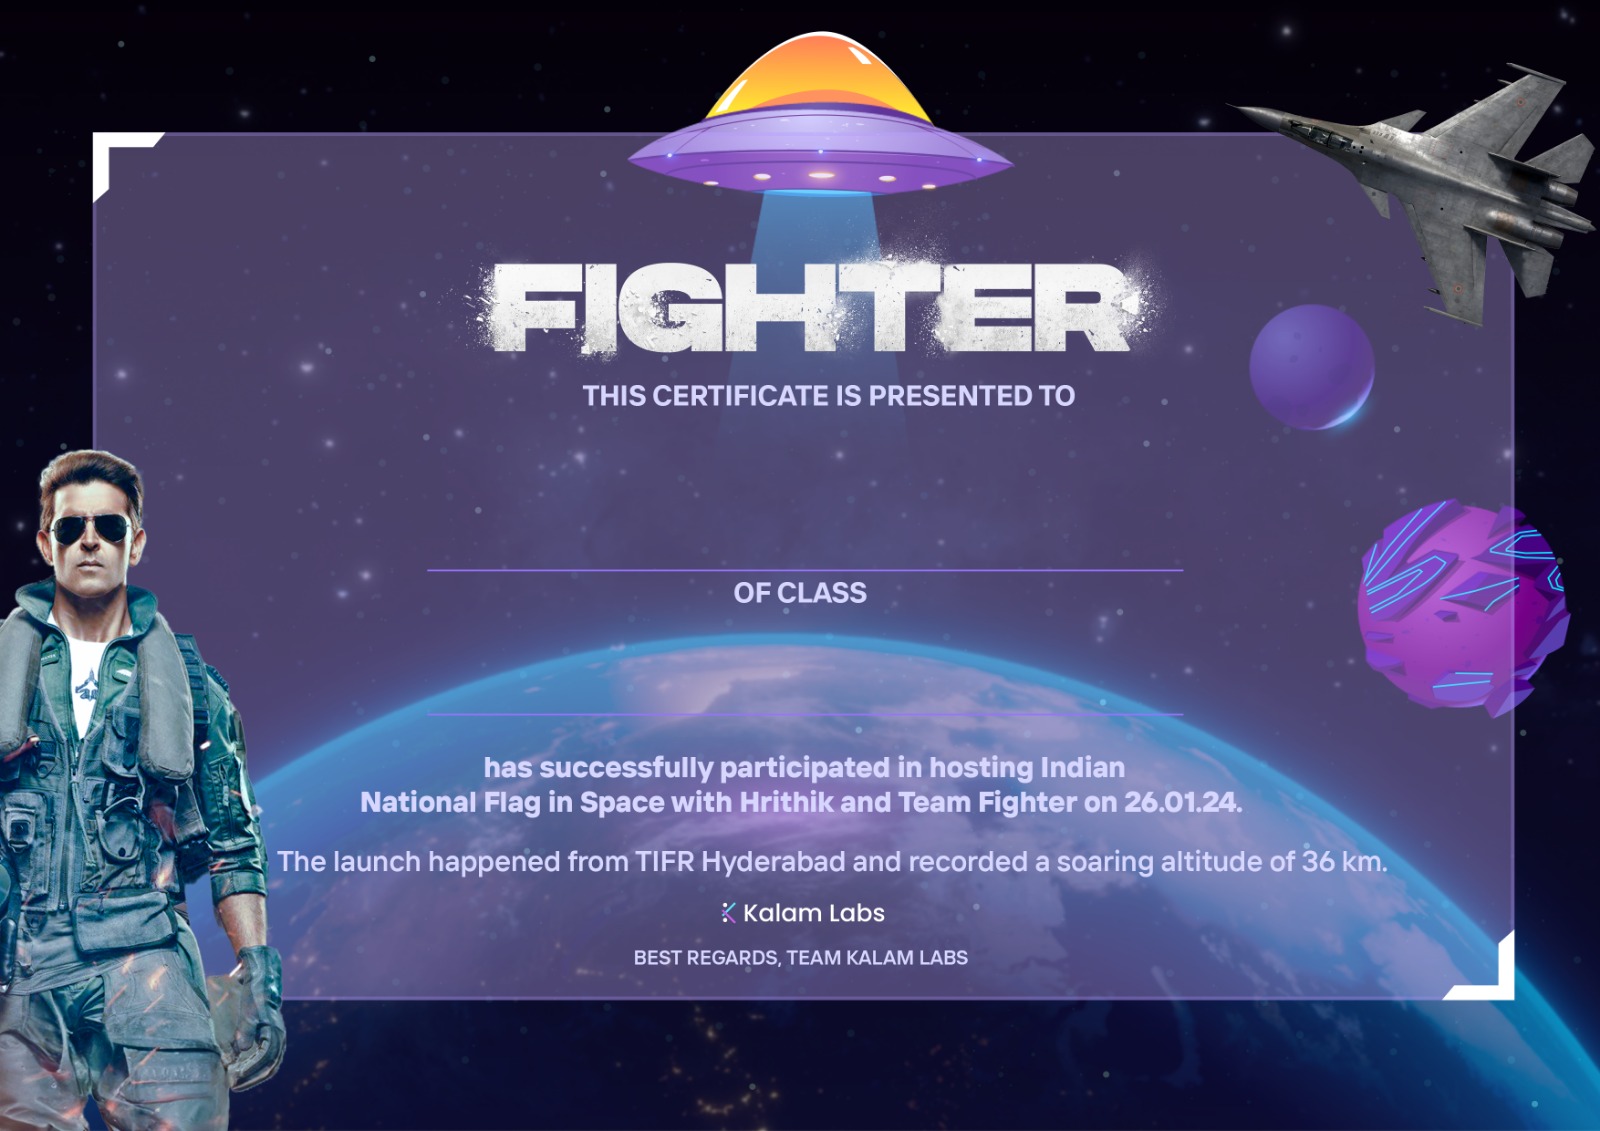 FIGHTER
THIS CERTIFICATE IS PRESENTED TO
OF CLASS
has successfully participated in hosting Indian
National Flag in Space with Hrithik and Team Fighter on 26.01.24.
The launch happened from TIFR Hyderabad and recorded a soaring altitude of 36 km.
Kalam Labs
BEST REGARDS, TEAM KALAM LABS